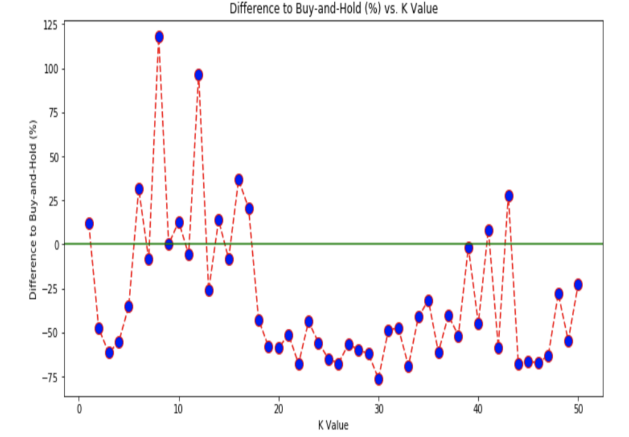 Difference to Buy-and-Hold (%) vs. K Value
Difference to Buy-and-Hold (%)
125
100
75
50
25
0
−25
−50
−75
0 10 20 30 40 50
K Value